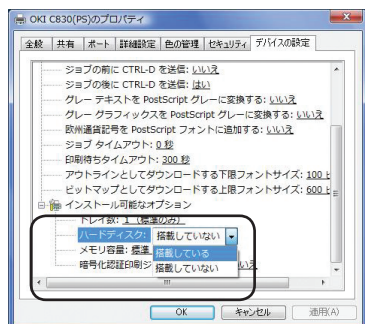 OKI C830(PS)のプロパティ
全般 共有 ポート 詳細設定 色の管理 セキュリティ デバイスの設定
ジョブの前に CTRL-D を送信: いいえ
ジョブの後に CTRL-D を送信: はい
グレー テキストを PostScript グレーに変換する: いいえ
グレー グラフィックスを PostScript グレーに変換する: いいえ
欧州通貨記号を PostScript フォントに追加する: いいえ
ジョブ タイムアウト: 0 秒
印刷待ちタイムアウト: 300 秒
アウトラインとしてダウンロードする下限フォントサイズ: 100
ビットマップとしてダウンロードする上限フォントサイズ: 600
インストール可能なオプション
トレイ数: 1 (標準のみ)
ハードディスク: 搭載していない
メモリ容量: 標準 搭載している
暗号化認証印刷ジ 搭載していない いえ
OK キャンセル 適用(A)